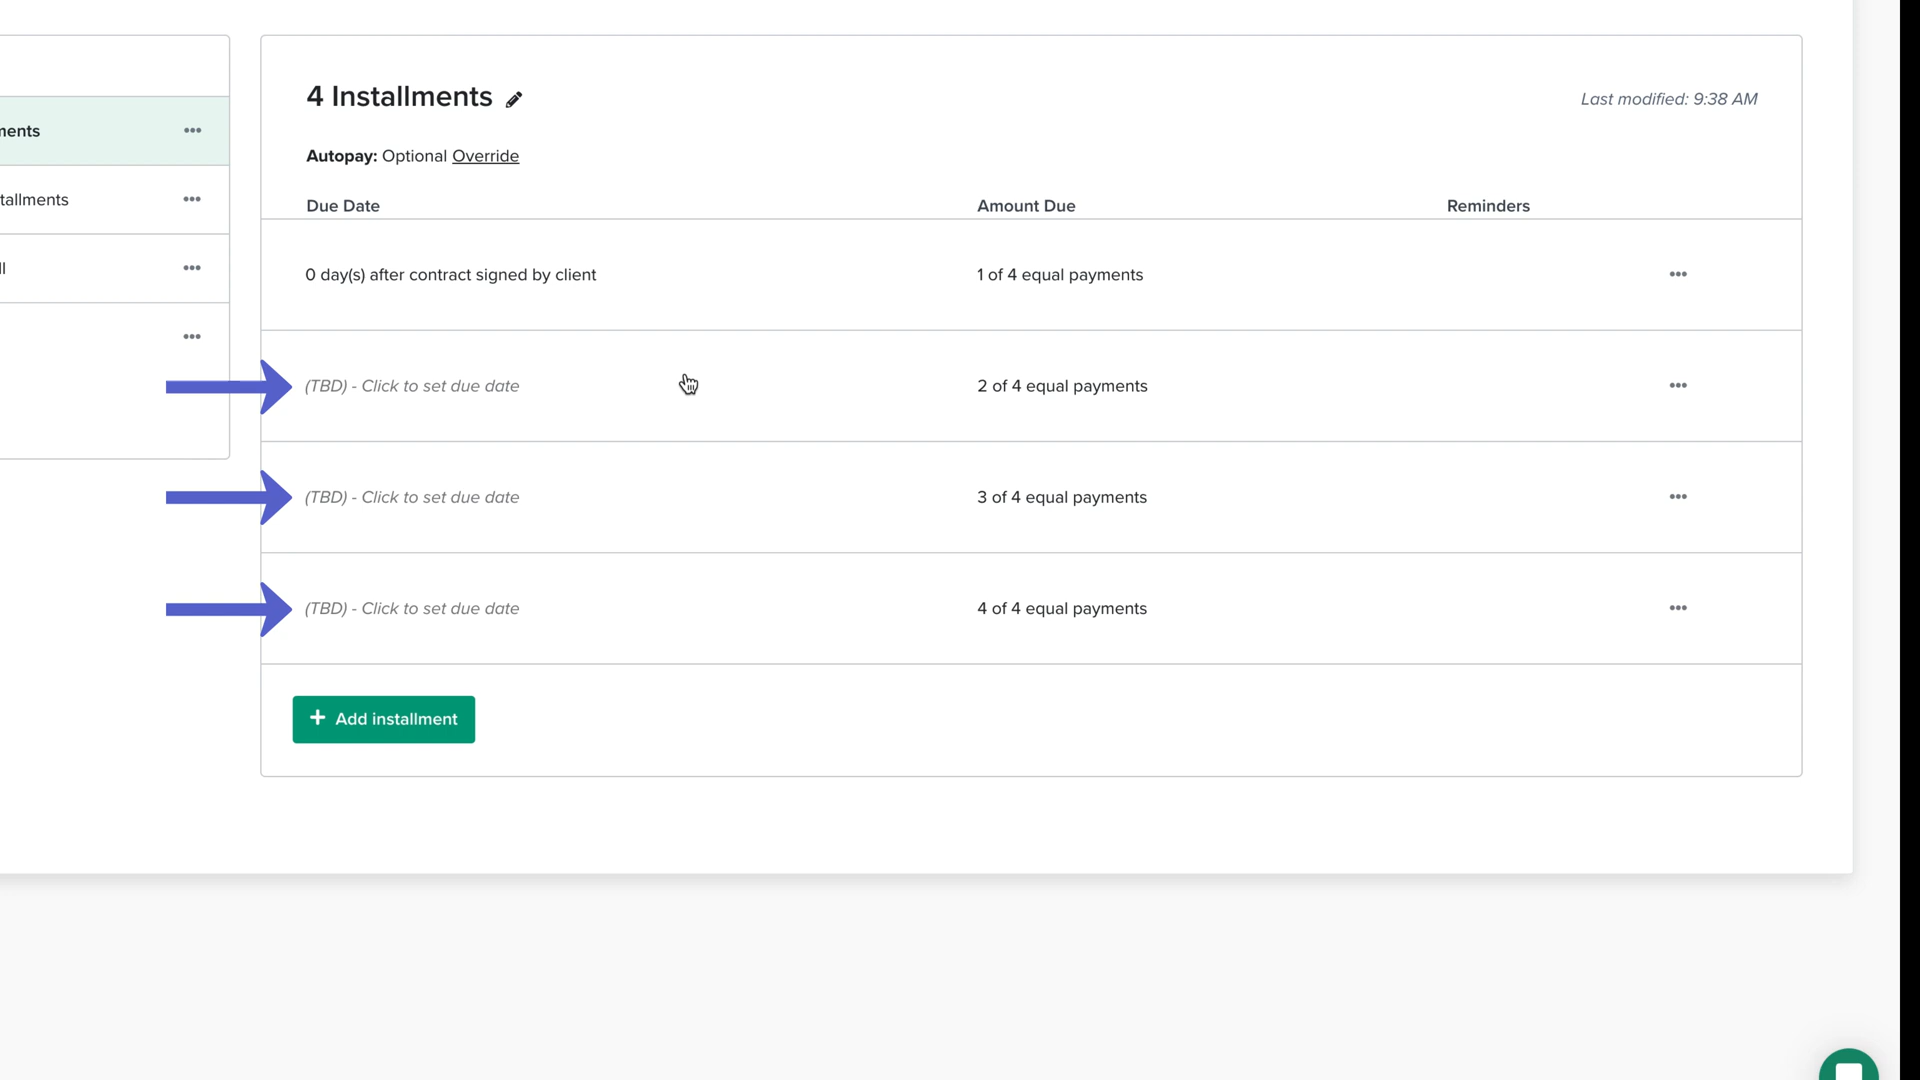 4 Installments
Last modified: 9:38 AM
ments
Autopay: Optional Override
tallments
Due Date Amount Due Reminders
ll
0 day(s) after contract signed by client 1 of 4 equal payments
(TBD) - Click to set due date 2 of 4 equal payments
(TBD) - Click to set due date 3 of 4 equal payments
(TBD) - Click to set due date 4 of 4 equal payments
+ Add installment